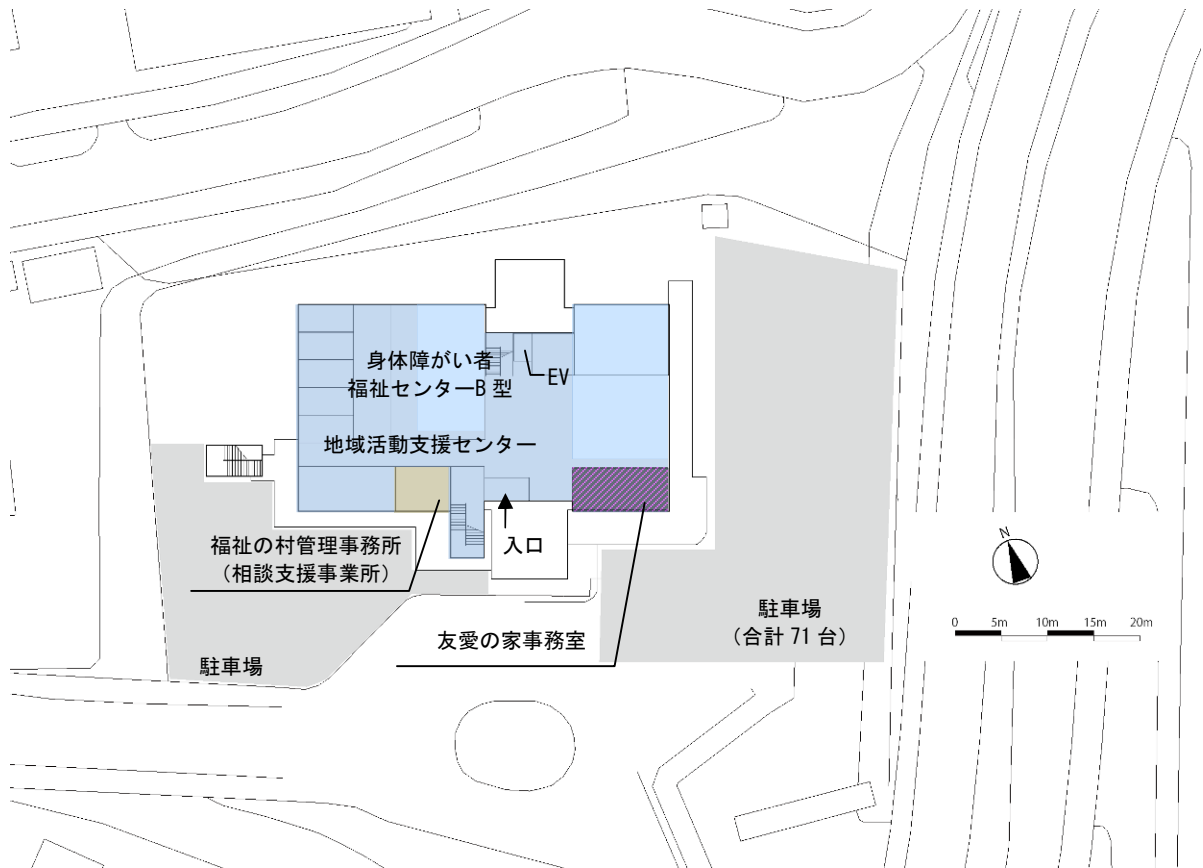 身体障がい者
福祉センターB型
EV
地域活動支援センター
福祉の村管理事務所
（相談支援事業所）
入口
友愛の家事務室
駐車場
（合計71台）
駐車場
N
0 5m 10m 15m 20m